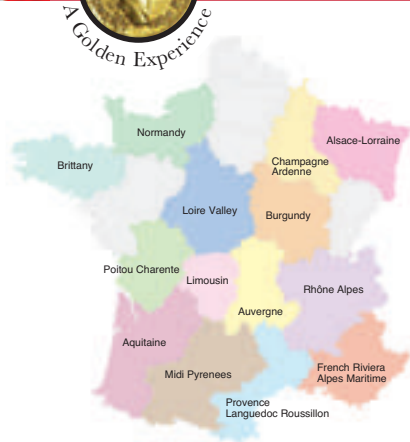 A Golden Experience
Normandy
Alsace-Lorraine
Brittany
Champagne
Ardenne
Loire Valley
Burgundy
Poitou Charente
Limousin
Rhône Alpes
Auvergne
Aquitaine
Midi Pyrenees
French Riviera
Alpes Maritime
Provence
Languedoc Roussillon